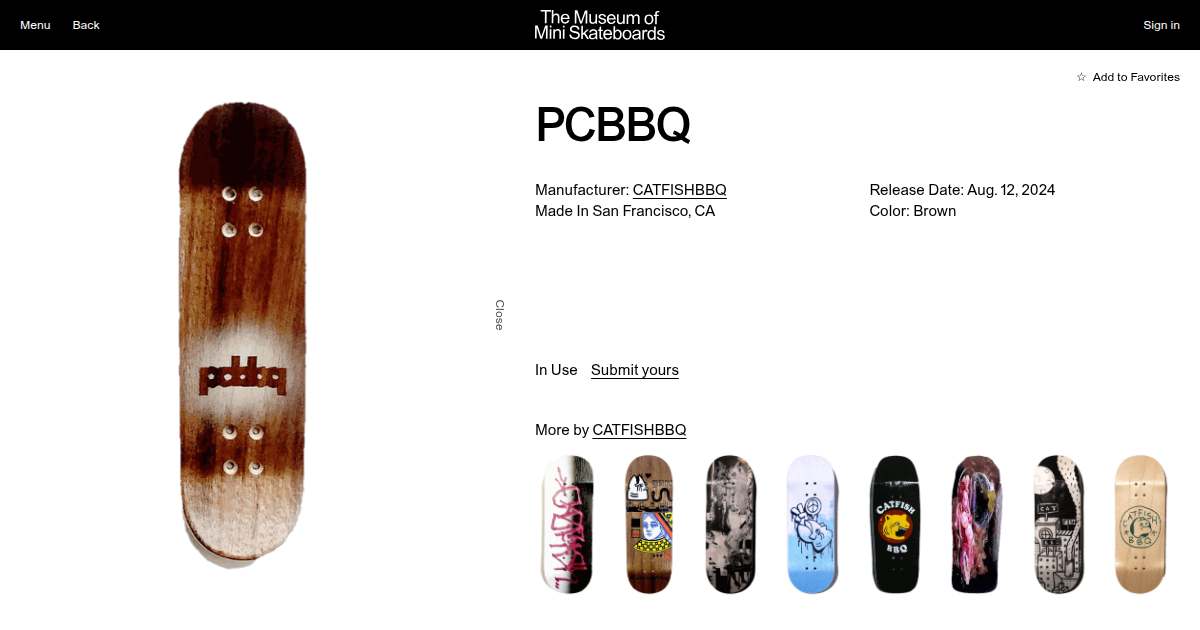 Menu
Back
The Museum of
Mini Skateboards
Sign in
☆ Add to Favorites
PCBBQ
Manufacturer: CATFISHBBQ
Made In San Francisco, CA
Release Date: Aug. 12, 2024
Color: Brown
Close
pcbbq
In Use
Submit yours
More by CATFISHBBQ
CATFISH
BBQ
CATFISH
BBQ